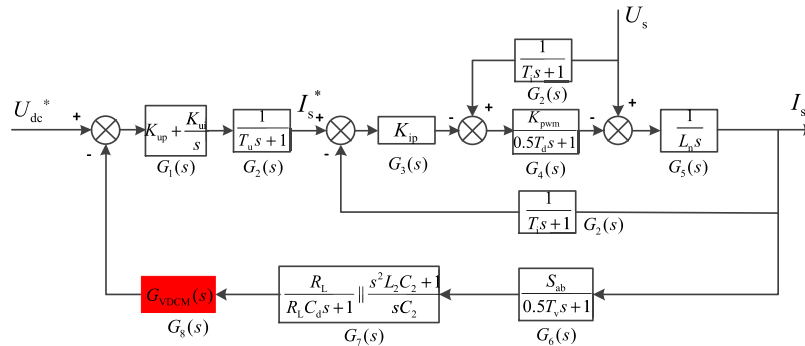 U_s
1/(T_i s+1)
G_2(s)
U_dc* + -
K_up + K_ui/s
G_1(s)
1/(T_u s+1)
G_2(s)
I_s* + -
K_ip
G_3(s)
- +
K_pwm/(0.5T_d s+1)
G_4(s)
- +
1/(L_n s)
G_5(s)
I_s
1/(T_i s+1)
G_2(s)
G_VDCM(s)
G_8(s)
R_L/(R_L C_d s+1) || (s^2 L_2 C_2 +1)/(sC_2)
G_7(s)
S_ab/(0.5T_v s+1)
G_6(s)